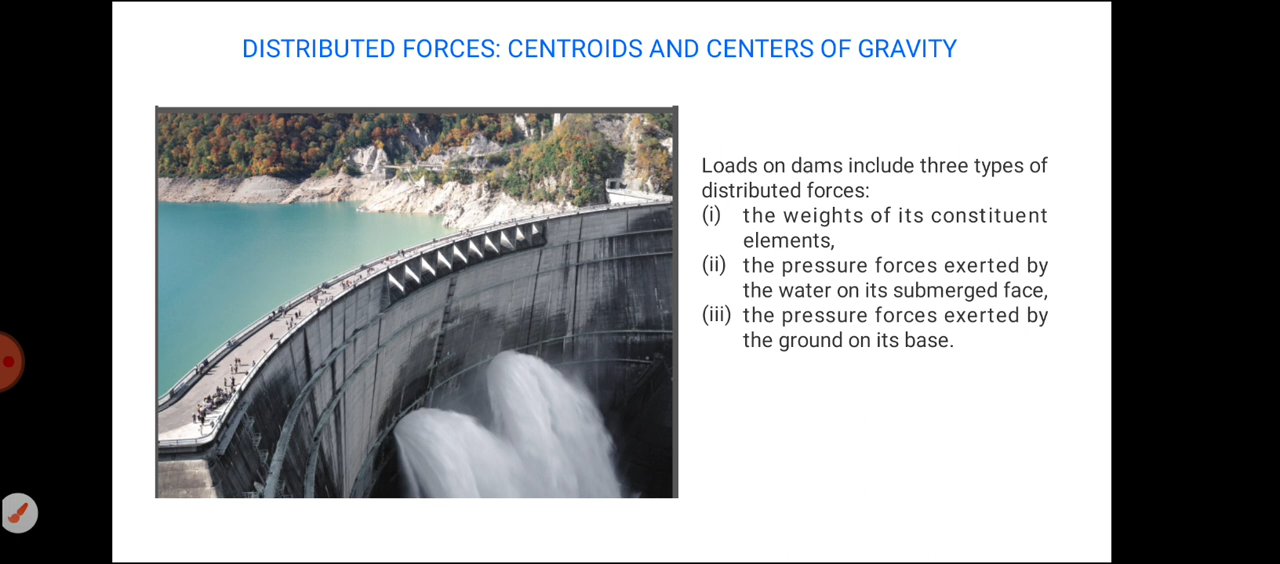 DISTRIBUTED FORCES: CENTROIDS AND CENTERS OF GRAVITY
Loads on dams include three types of
distributed forces:
(i) the weights of its constituent
elements,
(ii) the pressure forces exerted by
the water on its submerged face,
(iii) the pressure forces exerted by
the ground on its base.